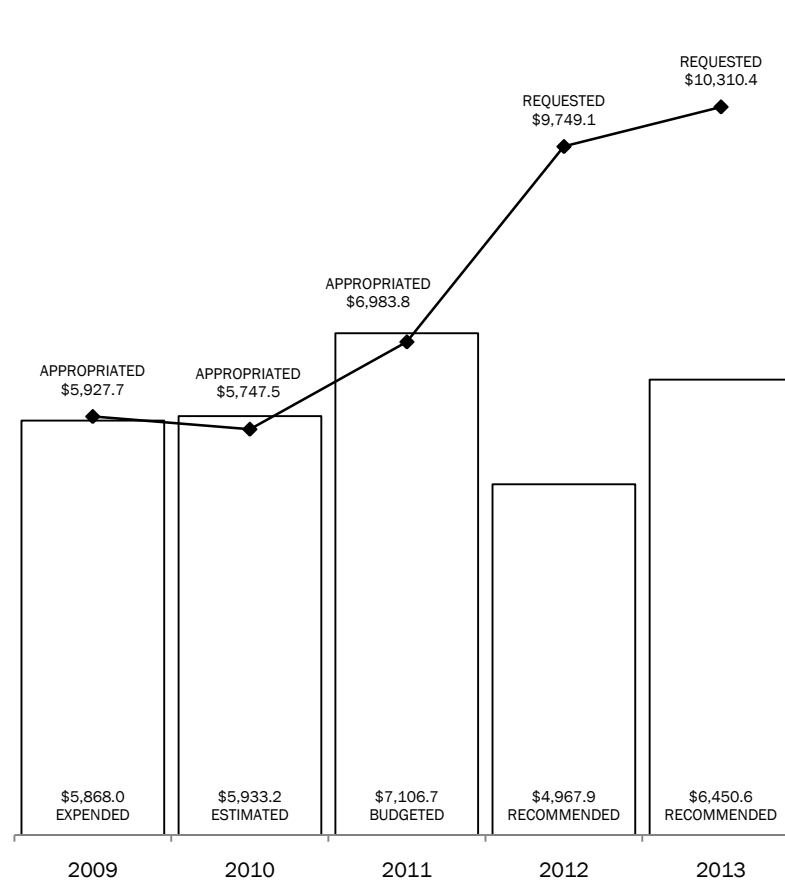 REQUESTED
$10,310.4
REQUESTED
$9,749.1
APPROPRIATED
$6,983.8
APPROPRIATED
$5,927.7
APPROPRIATED
$5,747.5
$5,868.0
EXPENDED
$5,933.2
ESTIMATED
$7,106.7
BUDGETED
$4,967.9
RECOMMENDED
$6,450.6
RECOMMENDED
2009
2010
2011
2012
2013